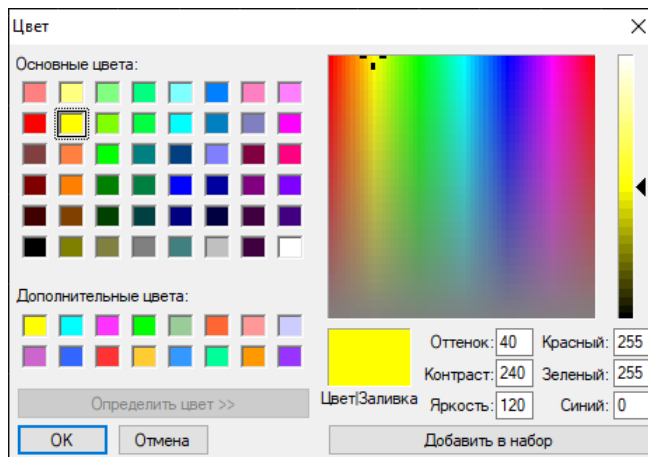 Цвет
Основные цвета:
Дополнительные цвета:
Определить цвет >>
ОК
Отмена
Цвет|Заливка
Оттенок: 40
Контраст: 240
Яркость: 120
Красный: 255
Зеленый: 255
Синий: 0
Добавить в набор